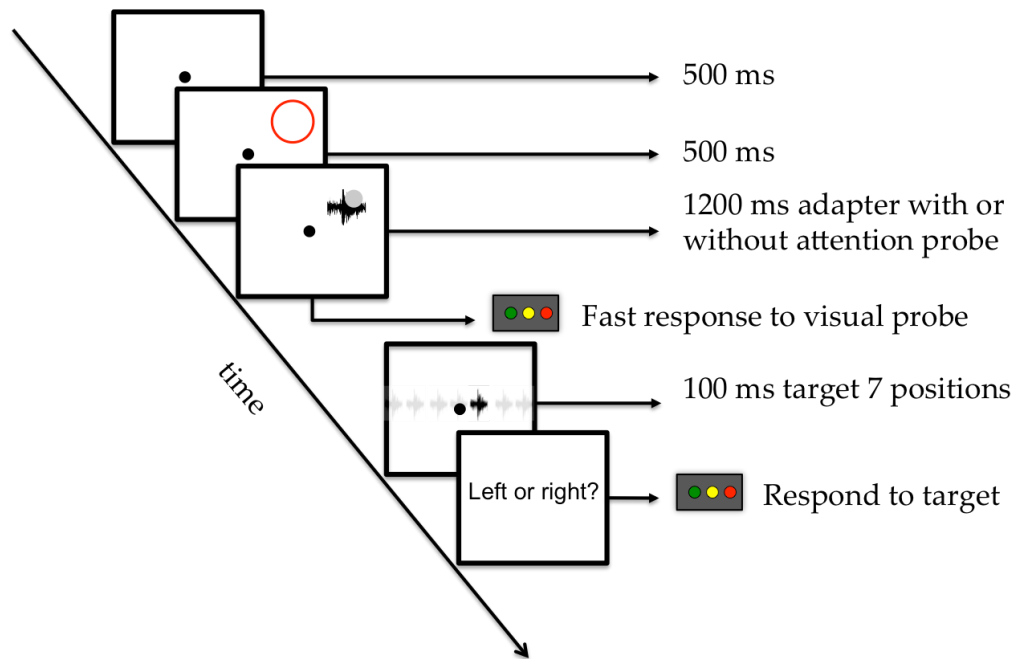 500 ms
500 ms
1200 ms adapter with or
without attention probe
Fast response to visual probe
time
100 ms target 7 positions
Left or right?
Respond to target